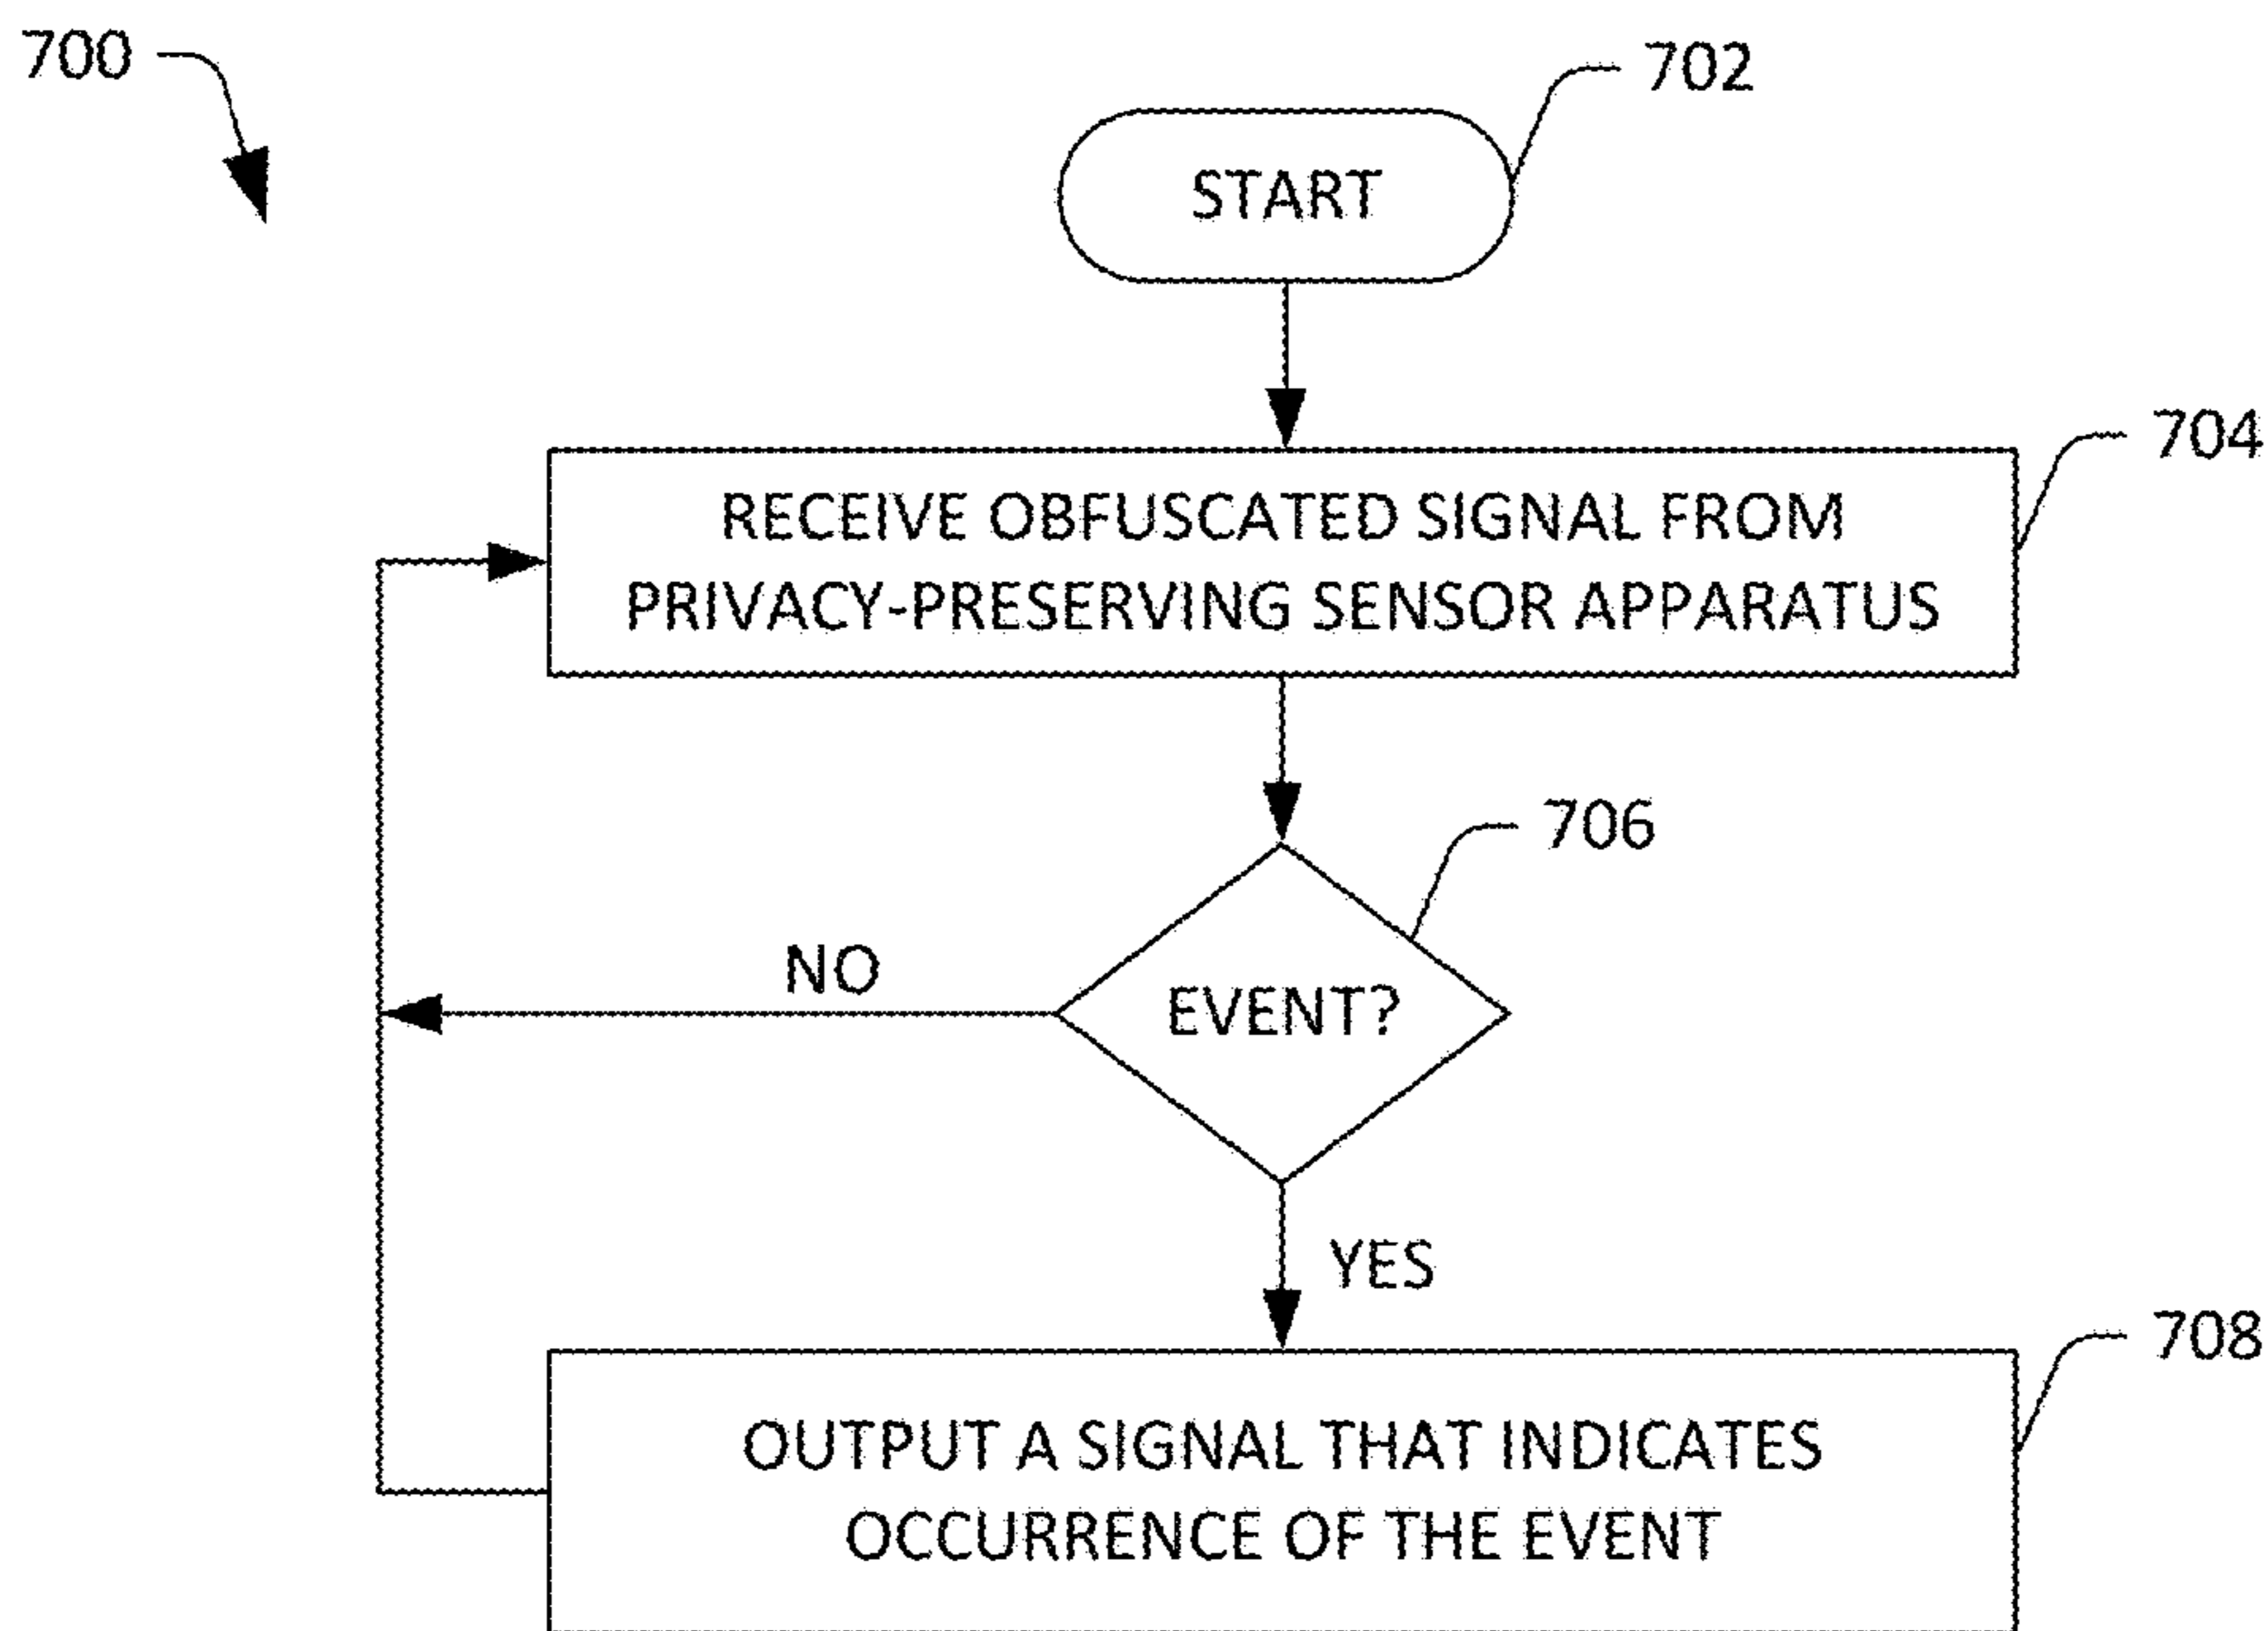 700
702
START
704
RECEIVE OBFUSCATED SIGNAL FROM
PRIVACY-PRESERVING SENSOR APPARATUS
706
NO
EVENT?
YES
708
OUTPUT A SIGNAL THAT INDICATES
OCCURRENCE OF THE EVENT